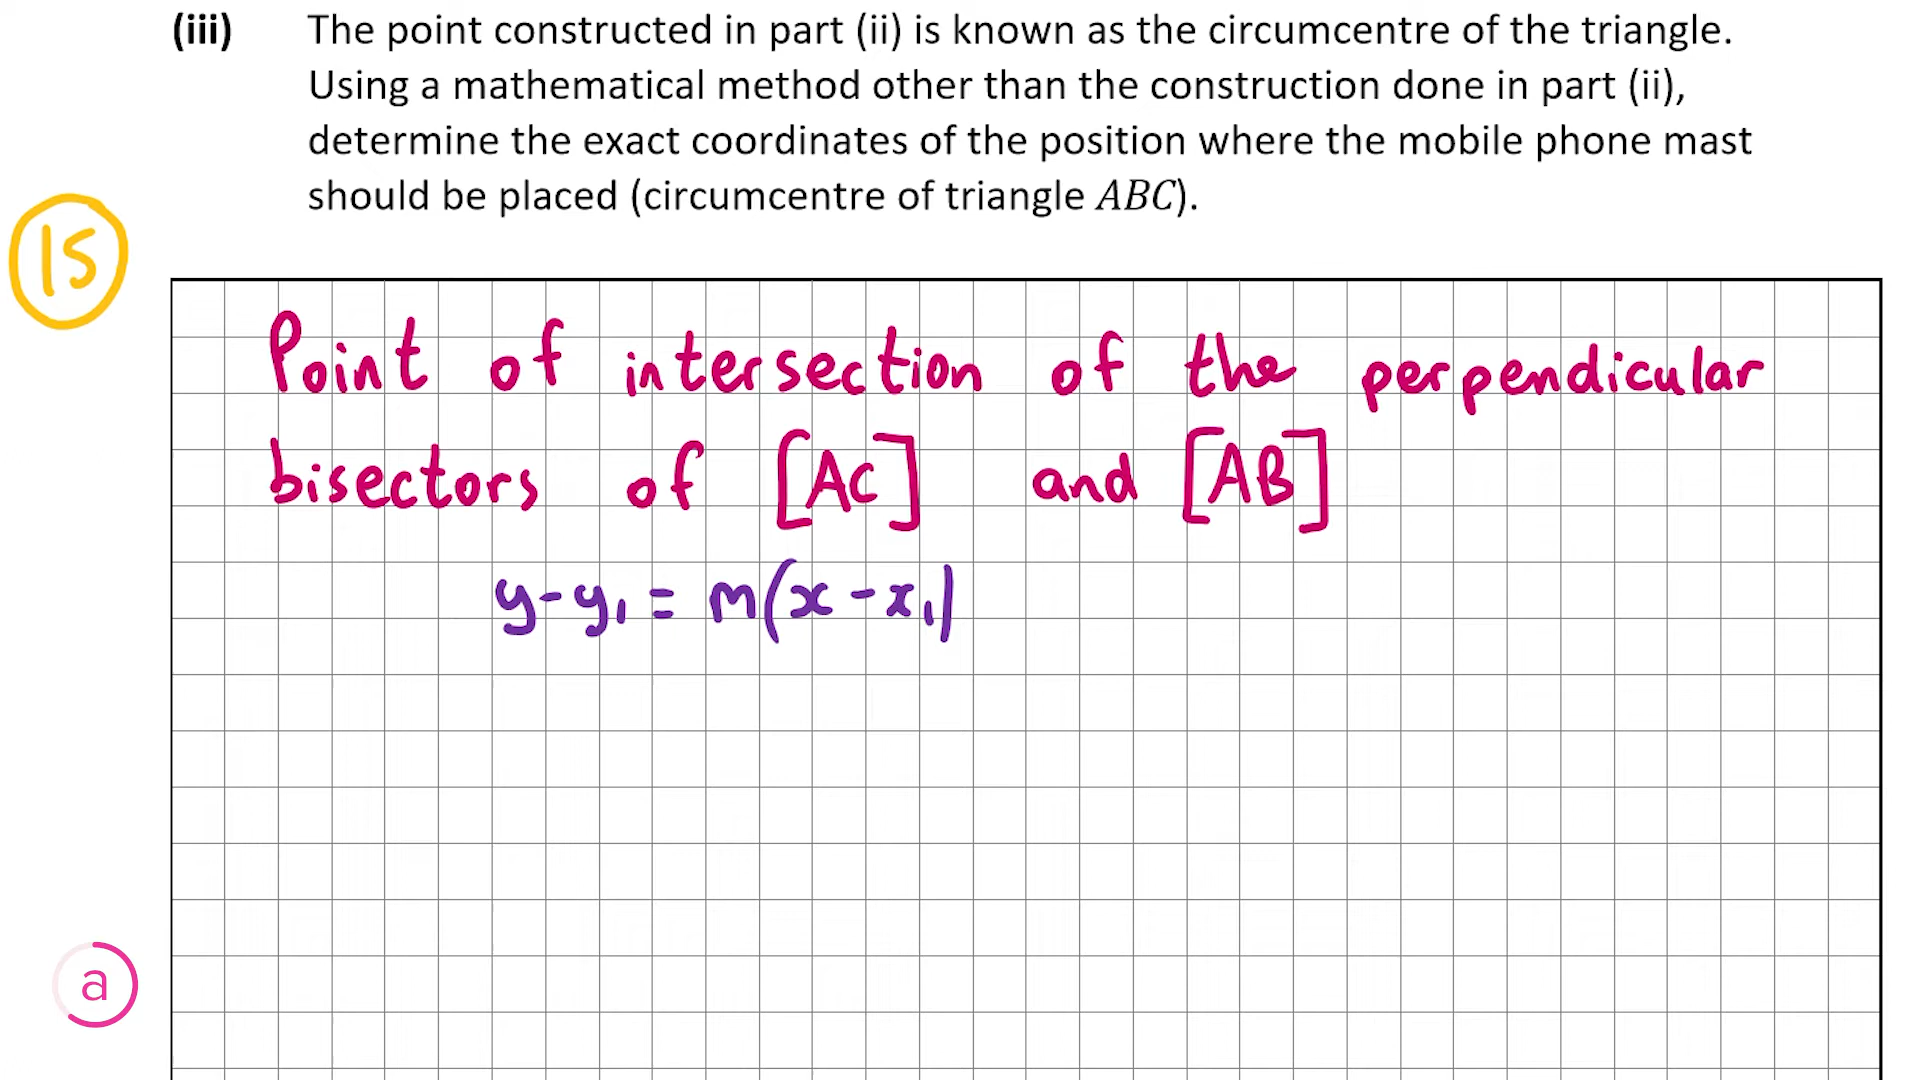 (iii) The point constructed in part (ii) is known as the circumcentre of the triangle.
Using a mathematical method other than the construction done in part (ii),
determine the exact coordinates of the position where the mobile phone mast
should be placed (circumcentre of triangle ABC).
15
Point of intersection of the perpendicular
bisectors of [AC] and [AB]
y-y₁ = m(x-x₁)
a